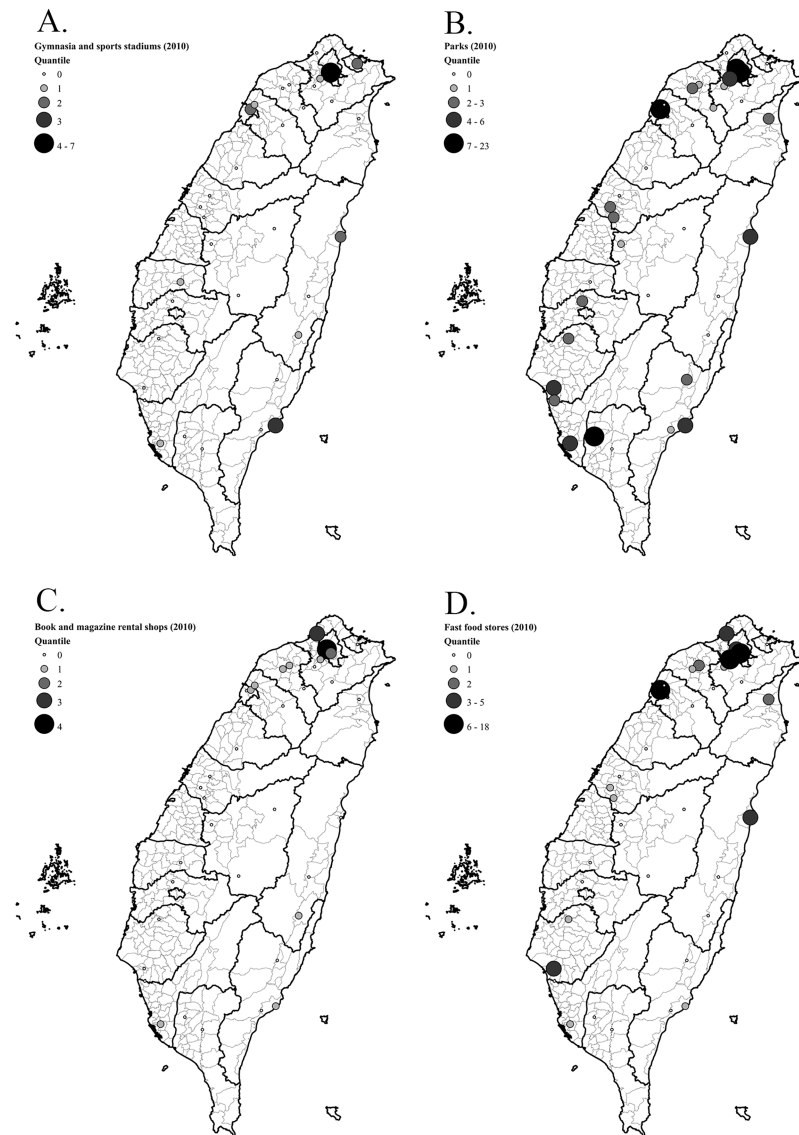 A.
Gymnasia and sports stadiums (2010)
Quantile
0
1
2
3
4 - 7
B.
Parks (2010)
Quantile
0
1
2 - 3
4 - 6
7 - 23
C.
Book and magazine rental shops (2010)
Quantile
0
1
2
3
4
D.
Fast food stores (2010)
Quantile
0
1
2
3 - 5
6 - 18